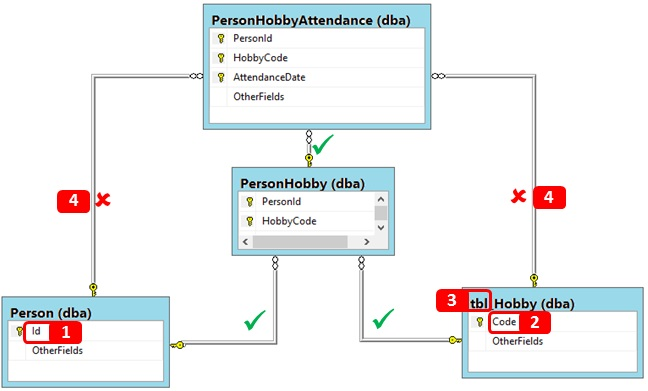 PersonHobbyAttendance (dba)
PersonId
HobbyCode
AttendanceDate
OtherFields
PersonHobby (dba)
PersonId
HobbyCode
4
4
Person (dba)
Id 1
OtherFields
3 tbl_Hobby (dba)
Code 2
OtherFields